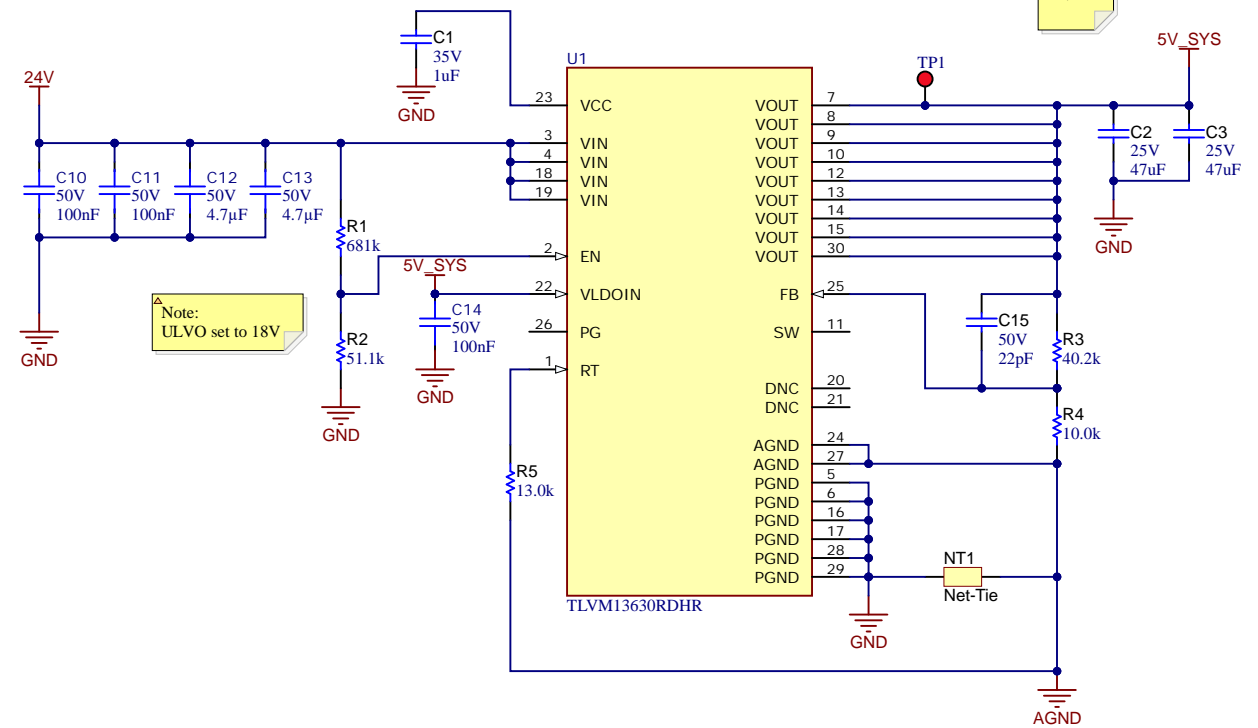 5V_SYS
C1
35V
1uF
GND
24V
U1
TP1
23 VCC
3 VIN
4 VIN
18 VIN
19 VIN
2 EN
22 VLDOIN
26 PG
1 RT
VOUT 7
VOUT 8
VOUT 9
VOUT 10
VOUT 12
VOUT 13
VOUT 14
VOUT 15
VOUT 30
FB 25
SW 11
DNC 20
DNC 21
AGND 24
AGND 27
PGND 5
PGND 6
PGND 16
PGND 17
PGND 28
PGND 29
TLVM13630RDHR
C2
25V
47uF
C3
25V
47uF
GND
C10
50V
100nF
C11
50V
100nF
C12
50V
4.7µF
C13
50V
4.7µF
GND
R1
681k
R2
51.1k
GND
Note:
ULVO set to 18V
5V_SYS
C14
50V
100nF
GND
C15
50V
22pF
R3
40.2k
R4
10.0k
R5
13.0k
NT1
Net-Tie
GND
AGND